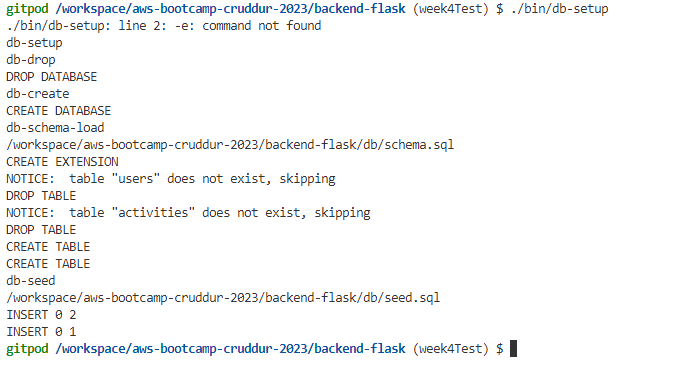 gitpod /workspace/aws-bootcamp-cruddur-2023/backend-flask (week4Test) $ ./bin/db-setup
./bin/db-setup: line 2: -e: command not found
db-setup
db-drop
DROP DATABASE
db-create
CREATE DATABASE
db-schema-load
/workspace/aws-bootcamp-cruddur-2023/backend-flask/db/schema.sql
CREATE EXTENSION
NOTICE:  table "users" does not exist, skipping
DROP TABLE
NOTICE:  table "activities" does not exist, skipping
DROP TABLE
CREATE TABLE
CREATE TABLE
db-seed
/workspace/aws-bootcamp-cruddur-2023/backend-flask/db/seed.sql
INSERT 0 2
INSERT 0 1
gitpod /workspace/aws-bootcamp-cruddur-2023/backend-flask (week4Test) $